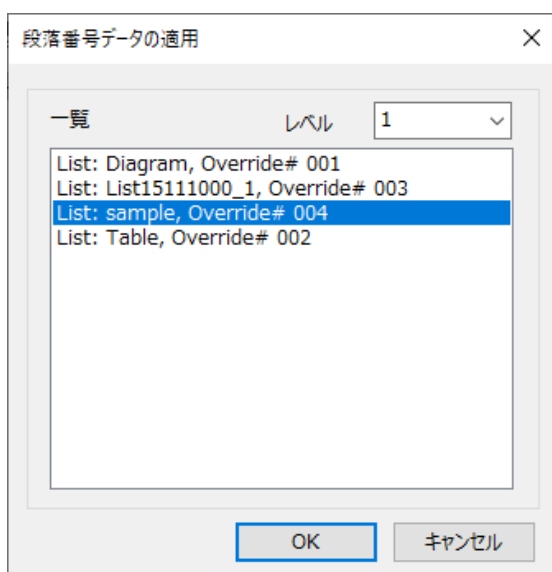 段落番号データの適用
一覧 レベル 1
List: Diagram, Override# 001
List: List15111000_1, Override# 003
List: sample, Override# 004
List: Table, Override# 002
OK キャンセル